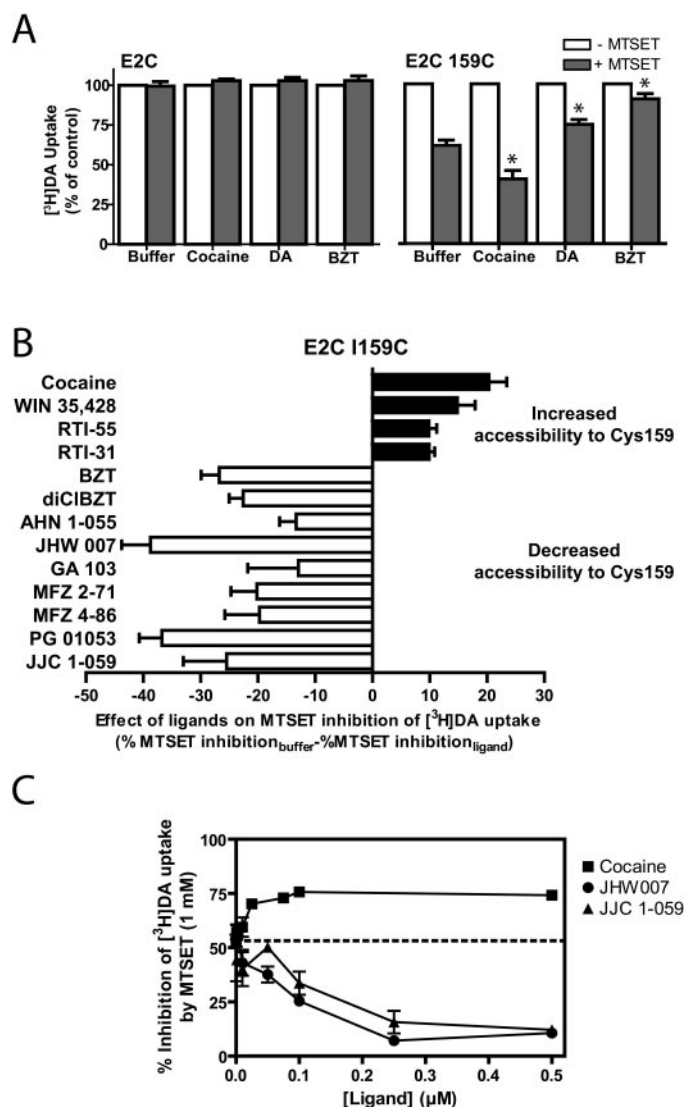 A
E2C
E2C 159C
- MTSET
+ MTSET
[³H]DA Uptake
(% of control)
100
75
50
25
0
*
*
*
Buffer
Cocaine
DA
BZT
Buffer
Cocaine
DA
BZT
B
E2C I159C
Cocaine
WIN 35,428
RTI-55
RTI-31
BZT
diClBZT
AHN 1-055
JHW 007
GA 103
MFZ 2-71
MFZ 4-86
PG 01053
JJC 1-059
Increased
accessibility to Cys159
Decreased
accessibility to Cys159
-50 -40 -30 -20 -10 0 10 20 30
Effect of ligands on MTSET inhibition of [³H]DA uptake
(% MTSET inhibition_buffer-%MTSET inhibition_ligand)
C
% Inhibition of [³H]DA uptake
by MTSET (1 mM)
100
75
50
25
0
Cocaine
JHW007
JJC 1-059
0.0 0.1 0.2 0.3 0.4 0.5
[Ligand] (µM)